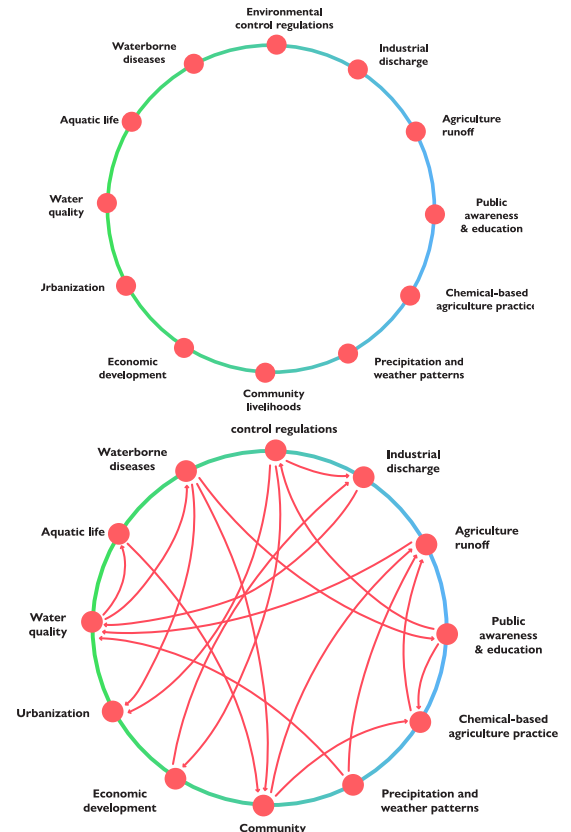 Environmental
control regulations
Waterborne
diseases
Industrial
discharge
Aquatic life
Agriculture
runoff
Water
quality
Public
awareness
& education
Jrbanization
Chemical-based
agriculture practice
Economic
development
Precipitation and
weather patterns
Community
livelihoods
control regulations
Waterborne
diseases
Industrial
discharge
Aquatic life
Agriculture
runoff
Water
quality
Public
awareness
& education
Urbanization
Chemical-based
agriculture practice
Economic
development
Precipitation and
weather patterns
Community